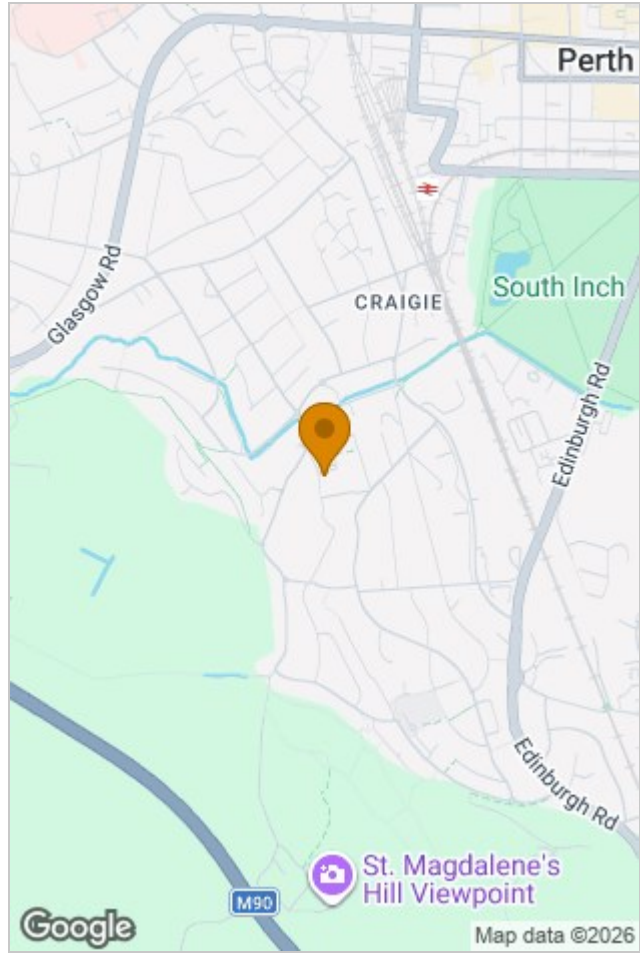 Perth
Glasgow Rd
CRAIGIE
South Inch
Edinburgh Rd
Edinburgh Rd
St. Magdalene's
Hill Viewpoint
M90
Google
Map data ©2026